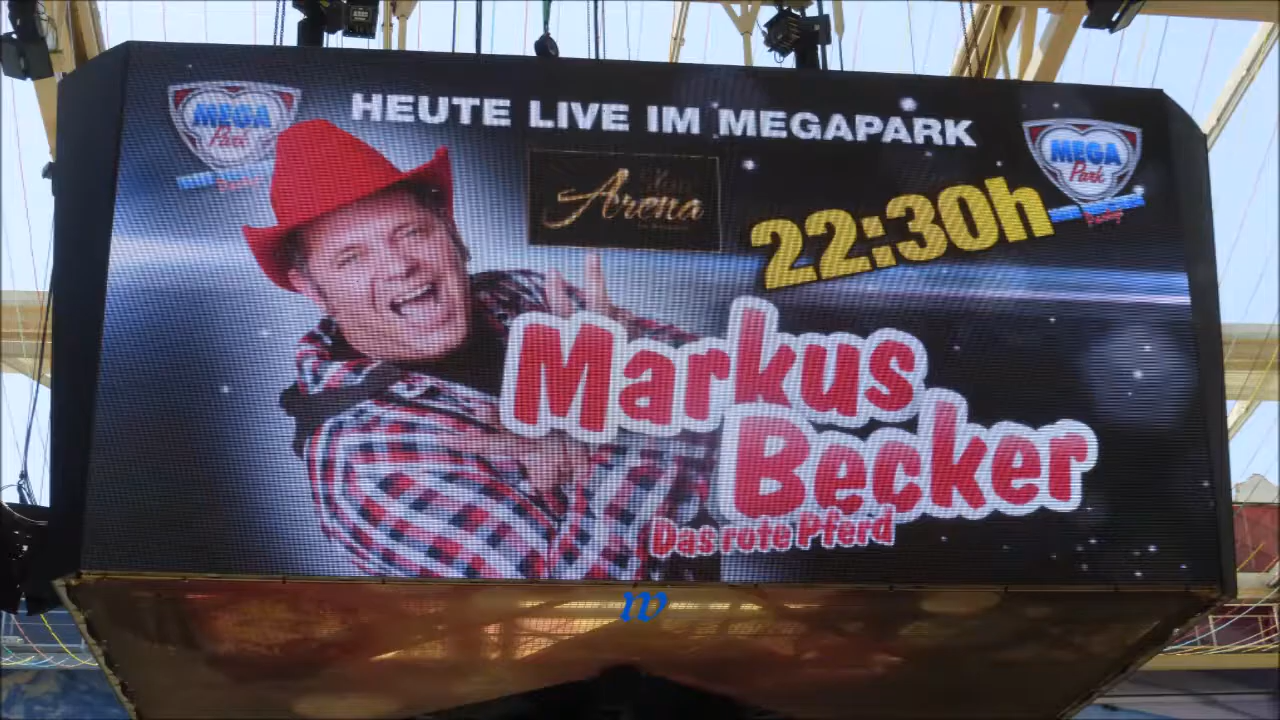 HEUTE LIVE IM MEGAPARK
MEGA
Park
MEGA
Park
Arena
22:30h
Markus
Becker
Das rote Pferd
w